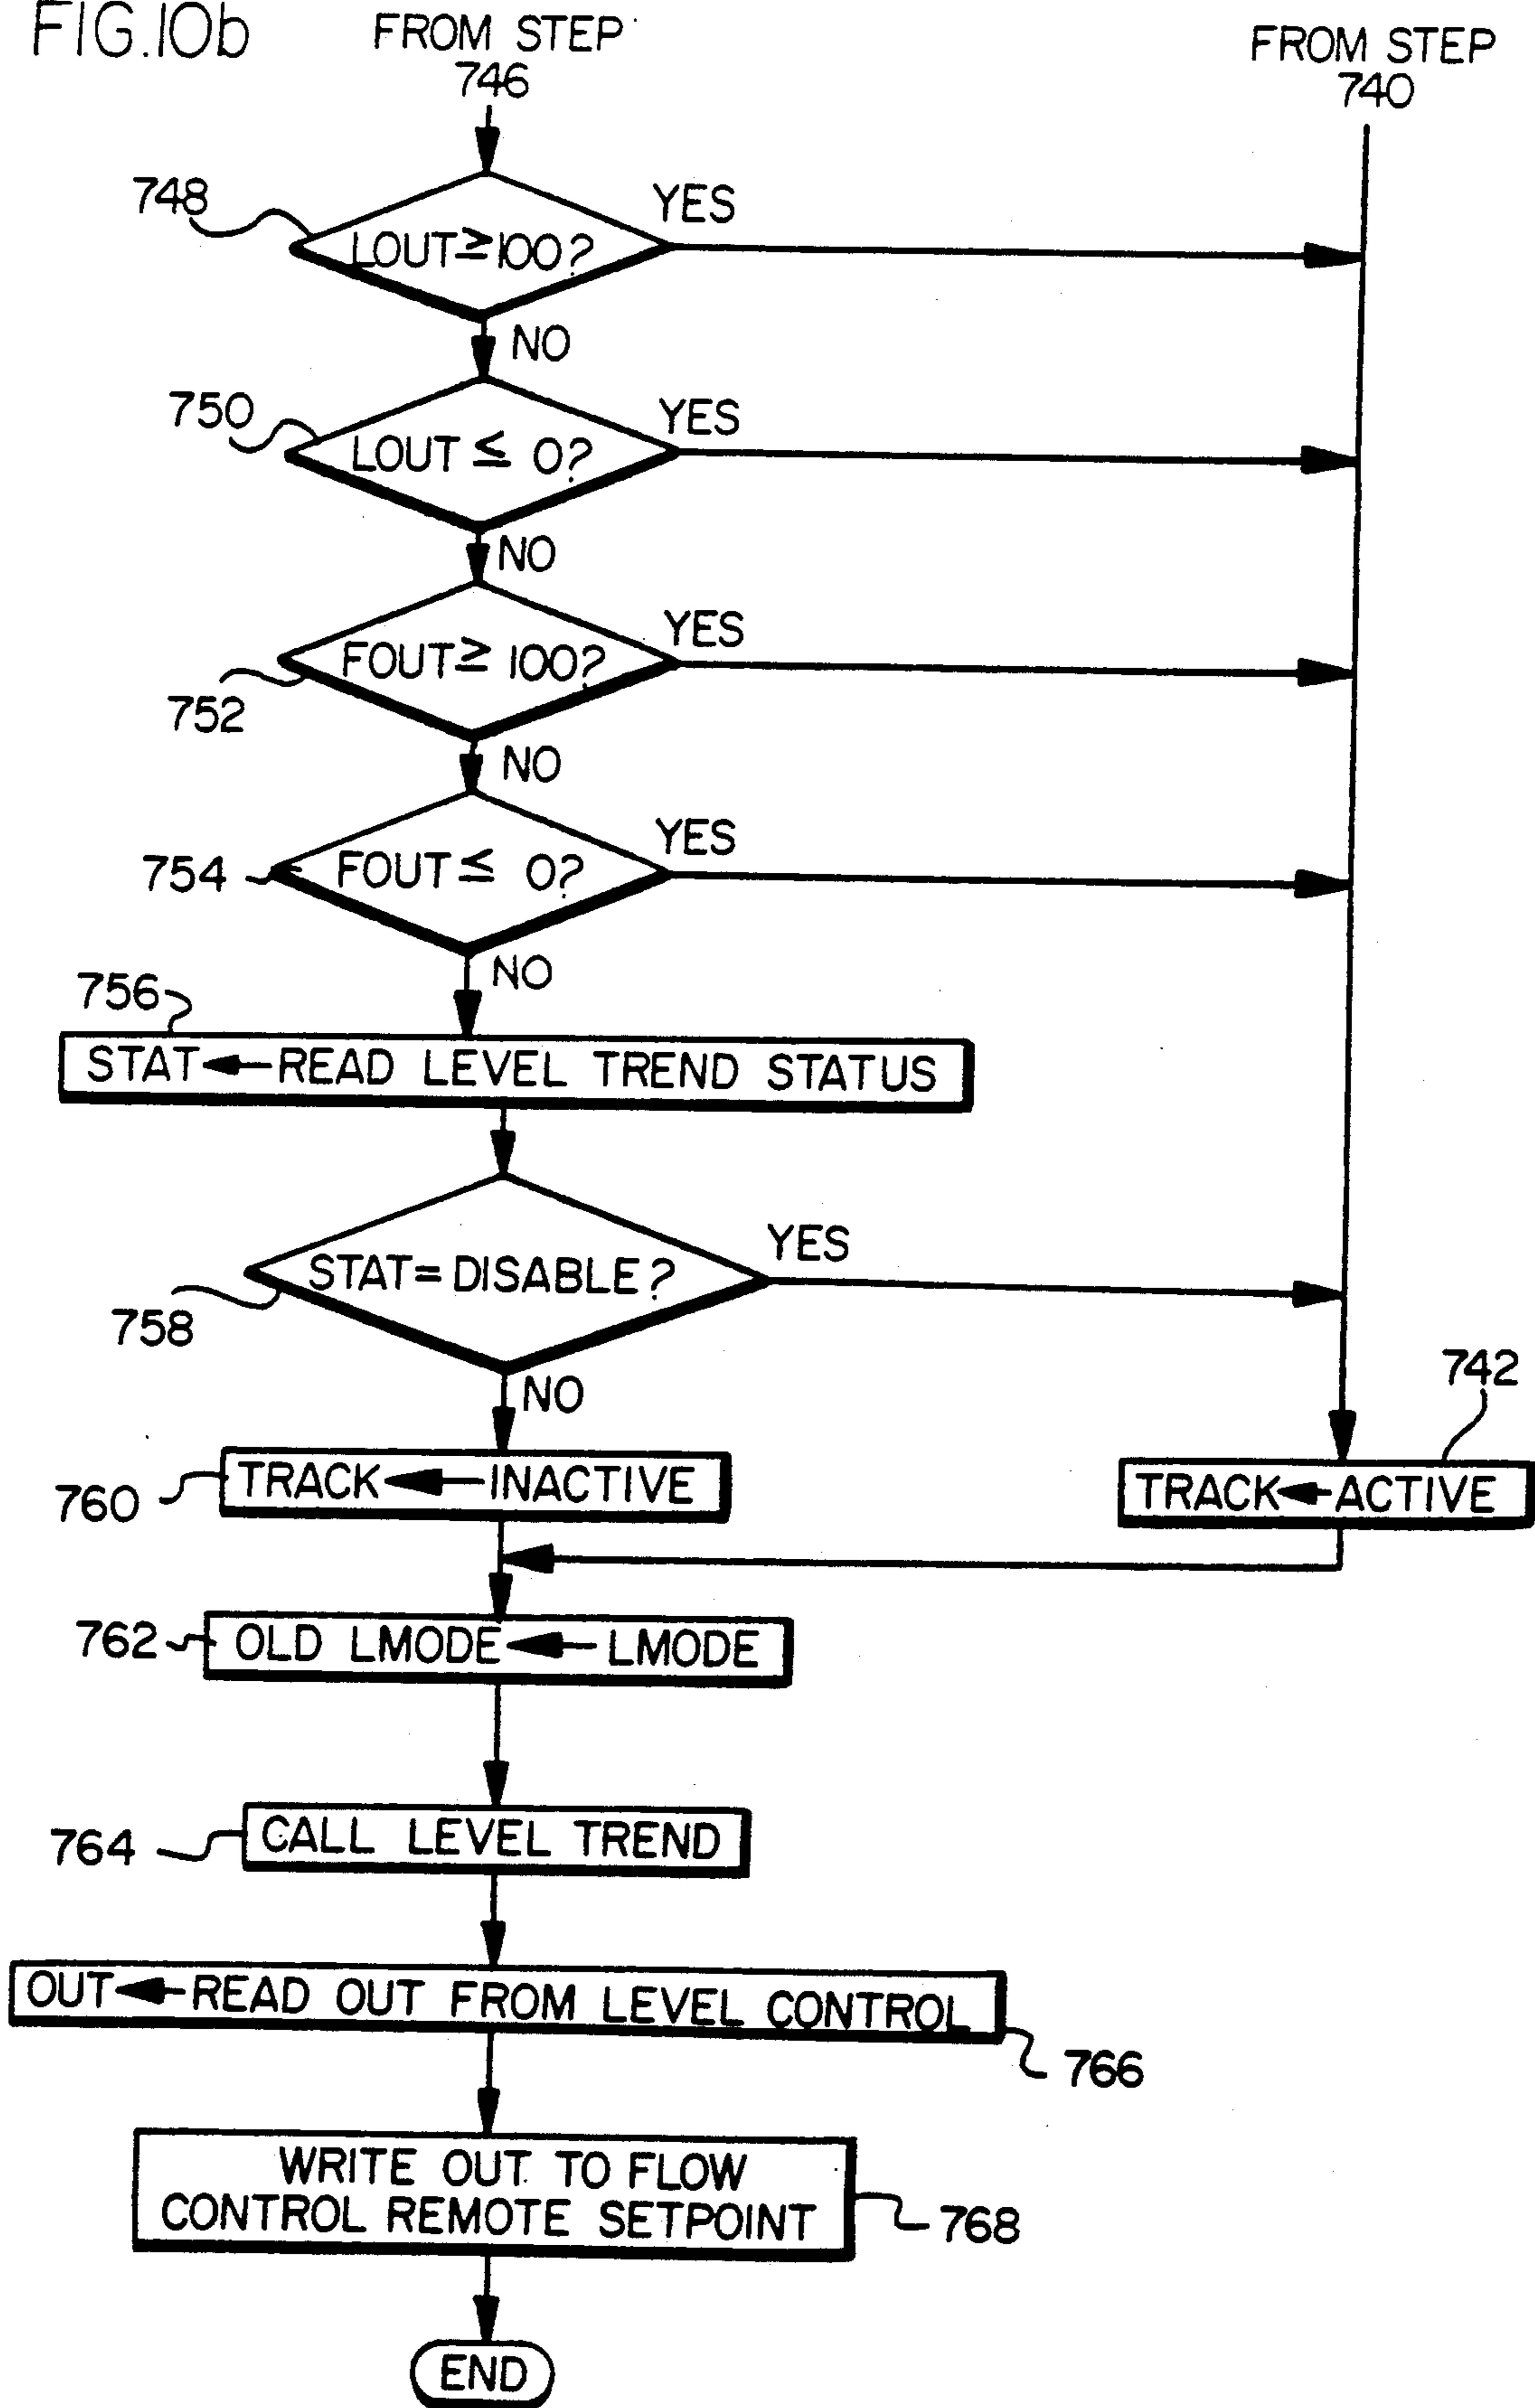 FIG.10b
FROM STEP
746
FROM STEP
740
748
LOUT≥100?
YES
NO
750
LOUT ≤ 0?
YES
NO
752
FOUT≥ 100?
YES
NO
754
FOUT≤ 0?
YES
NO
756
STAT←READ LEVEL TREND STATUS
758
STAT=DISABLE?
YES
NO
742
760
TRACK←INACTIVE
TRACK←ACTIVE
762
OLD LMODE← LMODE
764
CALL LEVEL TREND
OUT←READ OUT FROM LEVEL CONTROL
766
WRITE OUT TO FLOW
CONTROL REMOTE SETPOINT
768
END